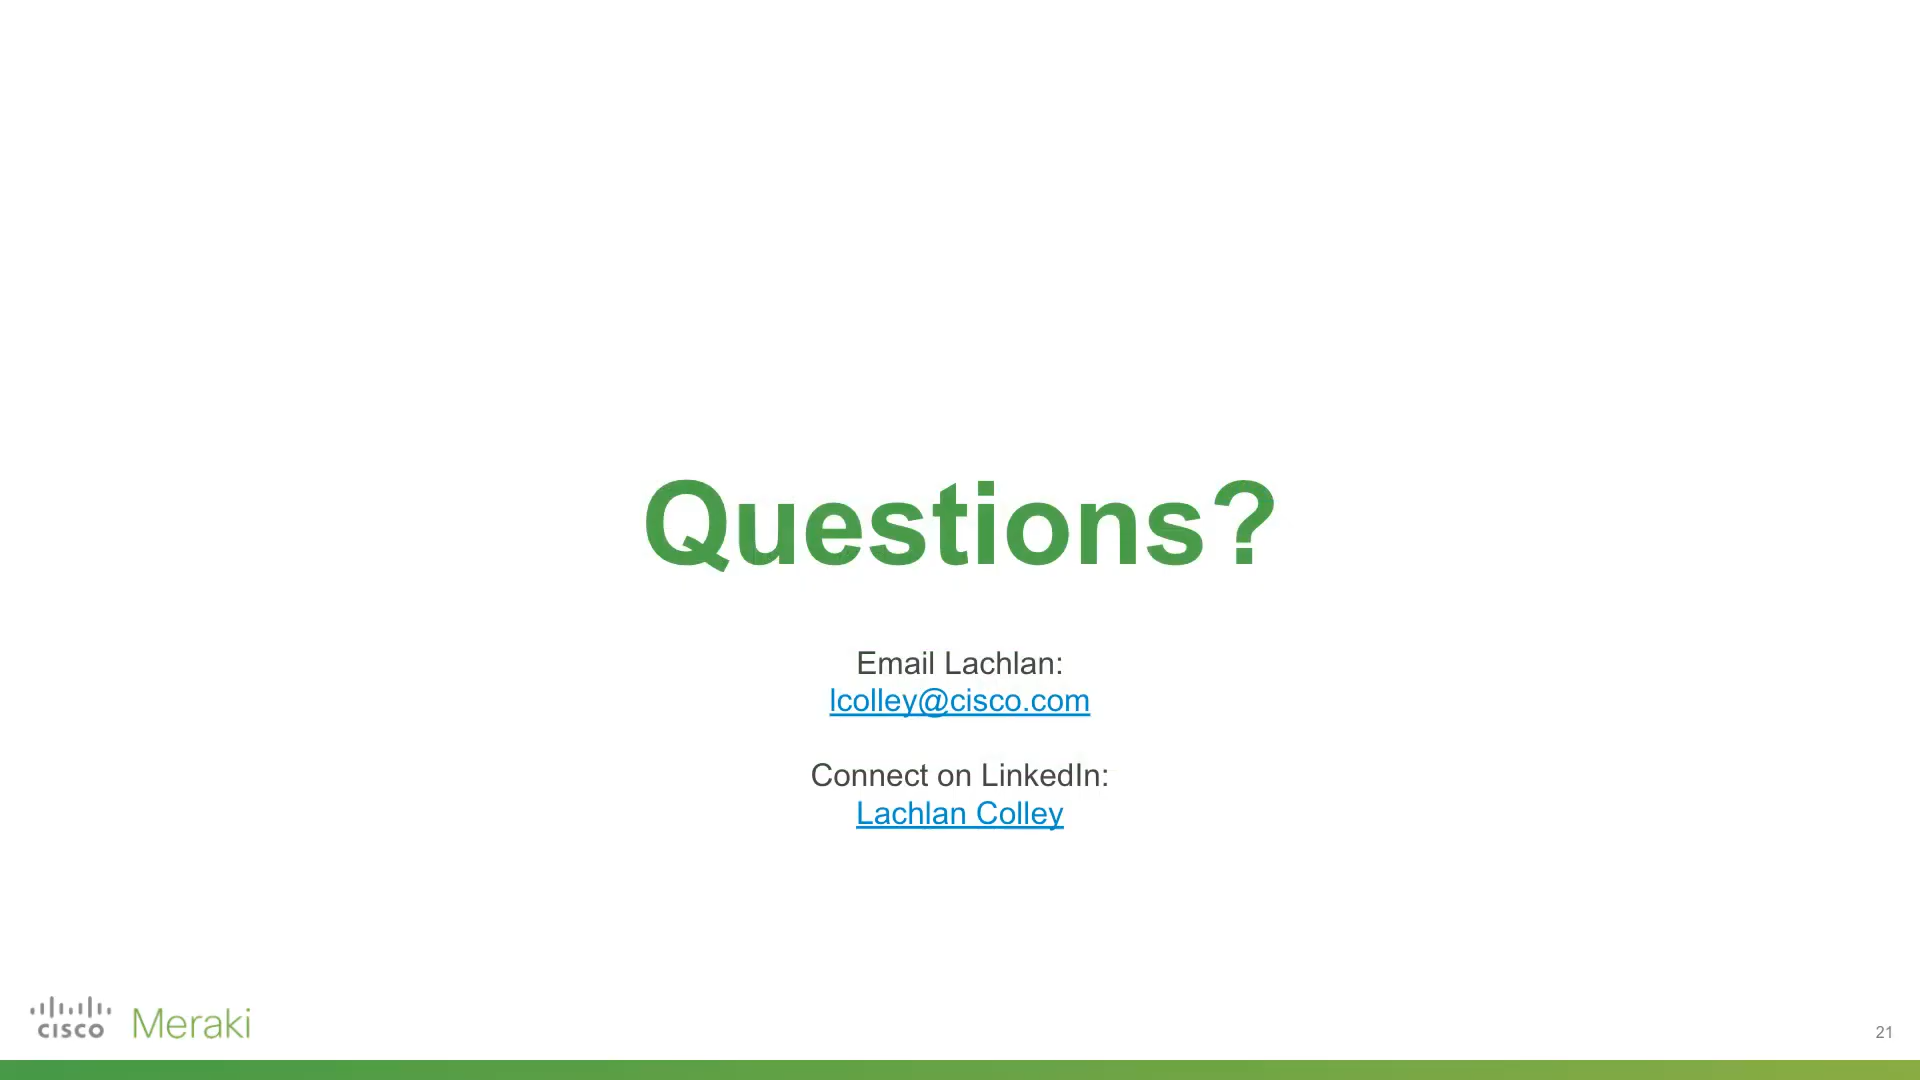 Questions?
Email Lachlan:
lcolley@cisco.com
Connect on LinkedIn:
Lachlan Colley
CISCO Meraki
21